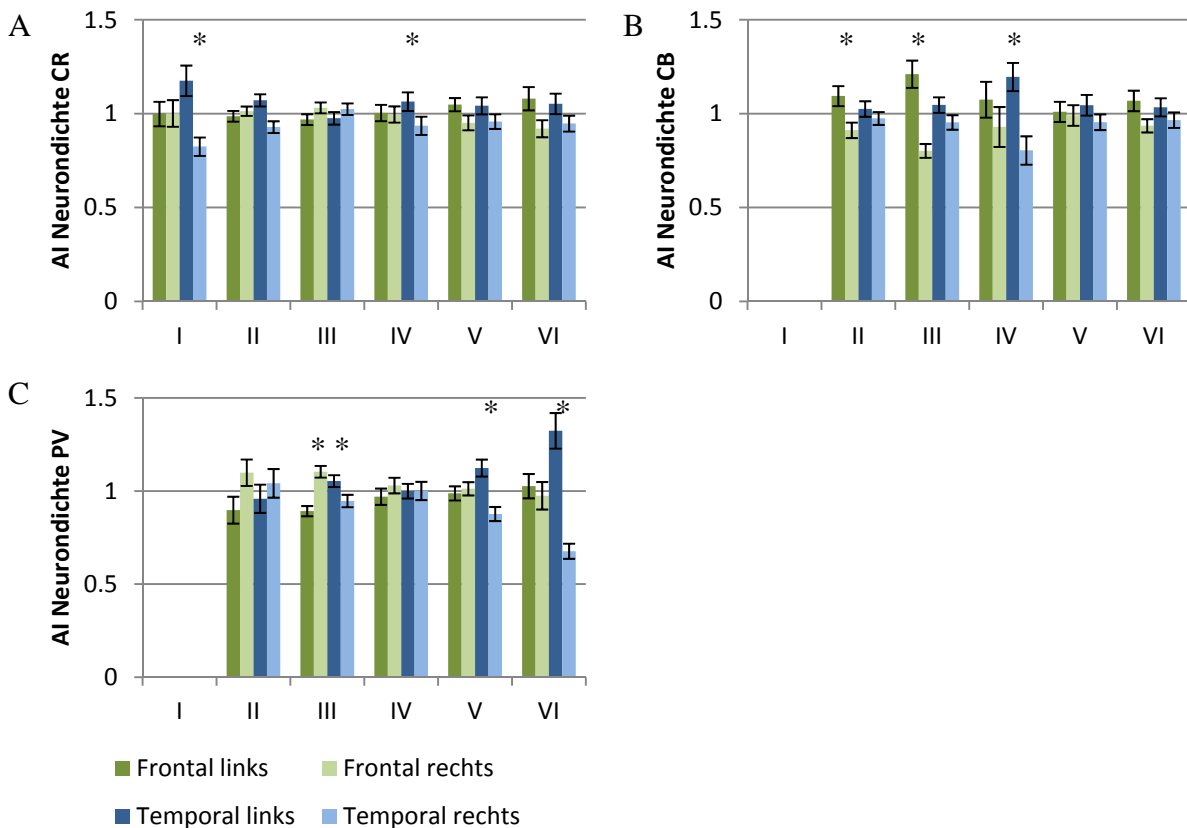 A
AI Neurondichte CR
1.5
1
0.5
0
* *
I II III IV V VI
B
AI Neurondichte CB
1.5
1
0.5
0
* * *
I II III IV V VI
C
AI Neurondichte PV
1.5
1
0.5
0
* * * *
I II III IV V VI
Frontal links Frontal rechts
Temporal links Temporal rechts